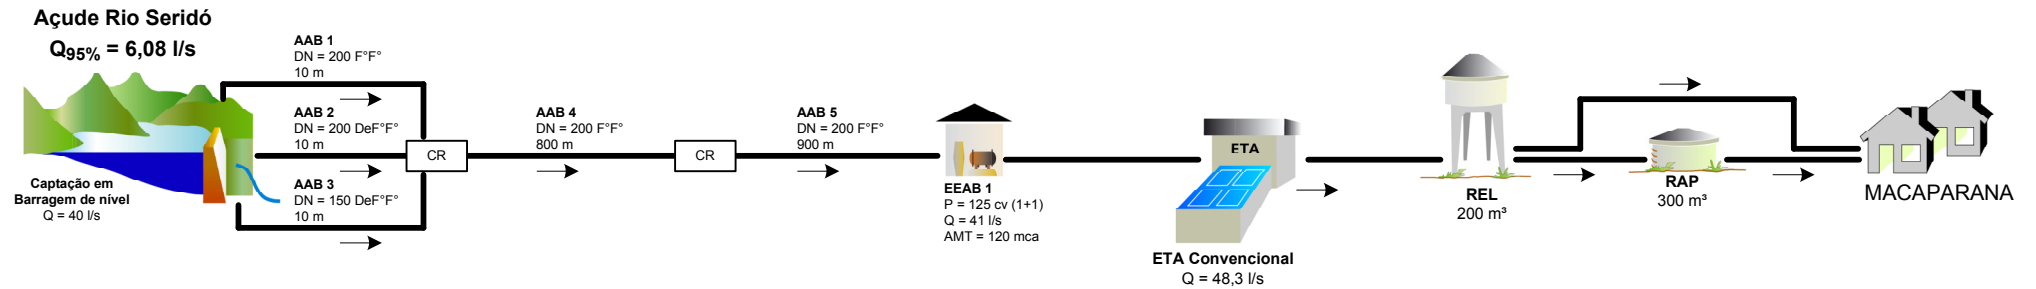 Açude Rio Seridó
Q95% = 6,08 l/s
AAB 1
DN = 200 F°F°
10 m
AAB 2
DN = 200 DeF°F°
10 m
AAB 3
DN = 150 DeF°F°
10 m
Captação em
Barragem de nível
Q = 40 l/s
CR
AAB 4
DN = 200 F°F°
800 m
CR
AAB 5
DN = 200 F°F°
900 m
EEAB 1
P = 125 cv (1+1)
Q = 41 l/s
AMT = 120 mca
ETA
ETA Convencional
Q = 48,3 l/s
REL
200 m³
RAP
300 m³
MACAPARANA